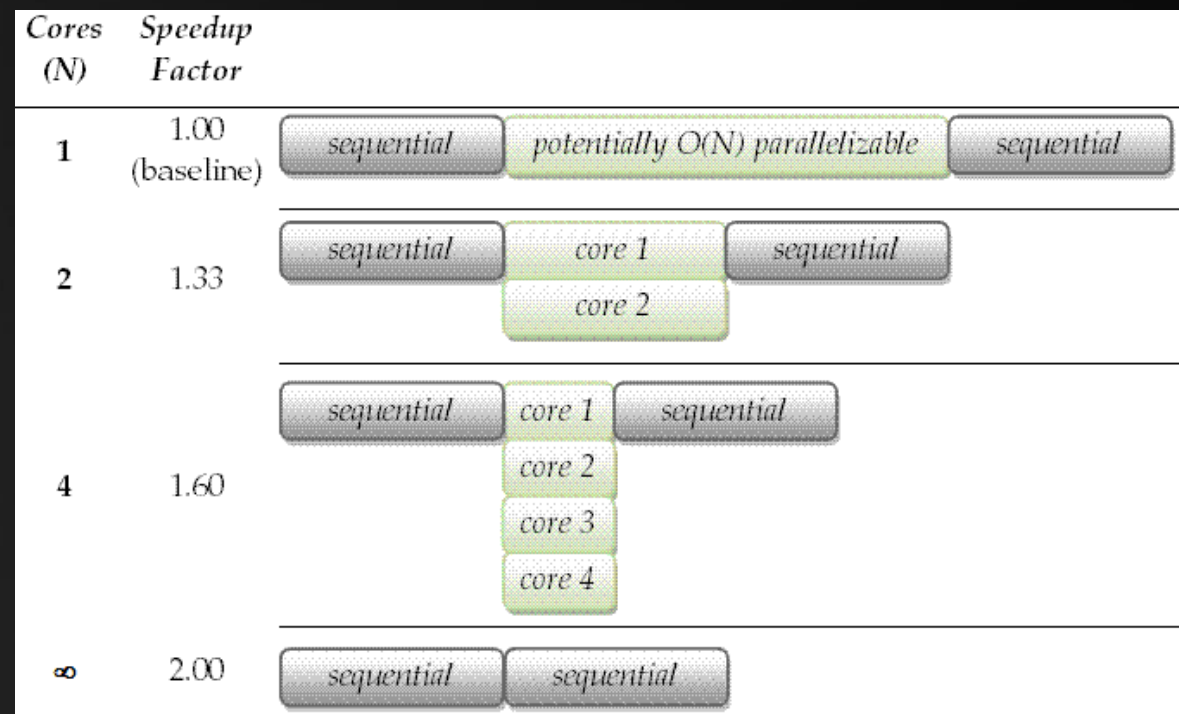 Cores Speedup
(N) Factor
1 1.00 (baseline) sequential potentially O(N) parallelizable sequential
2 1.33 sequential core 1 sequential
core 2
4 1.60 sequential core 1 sequential
core 2
core 3
core 4
∞ 2.00 sequential sequential